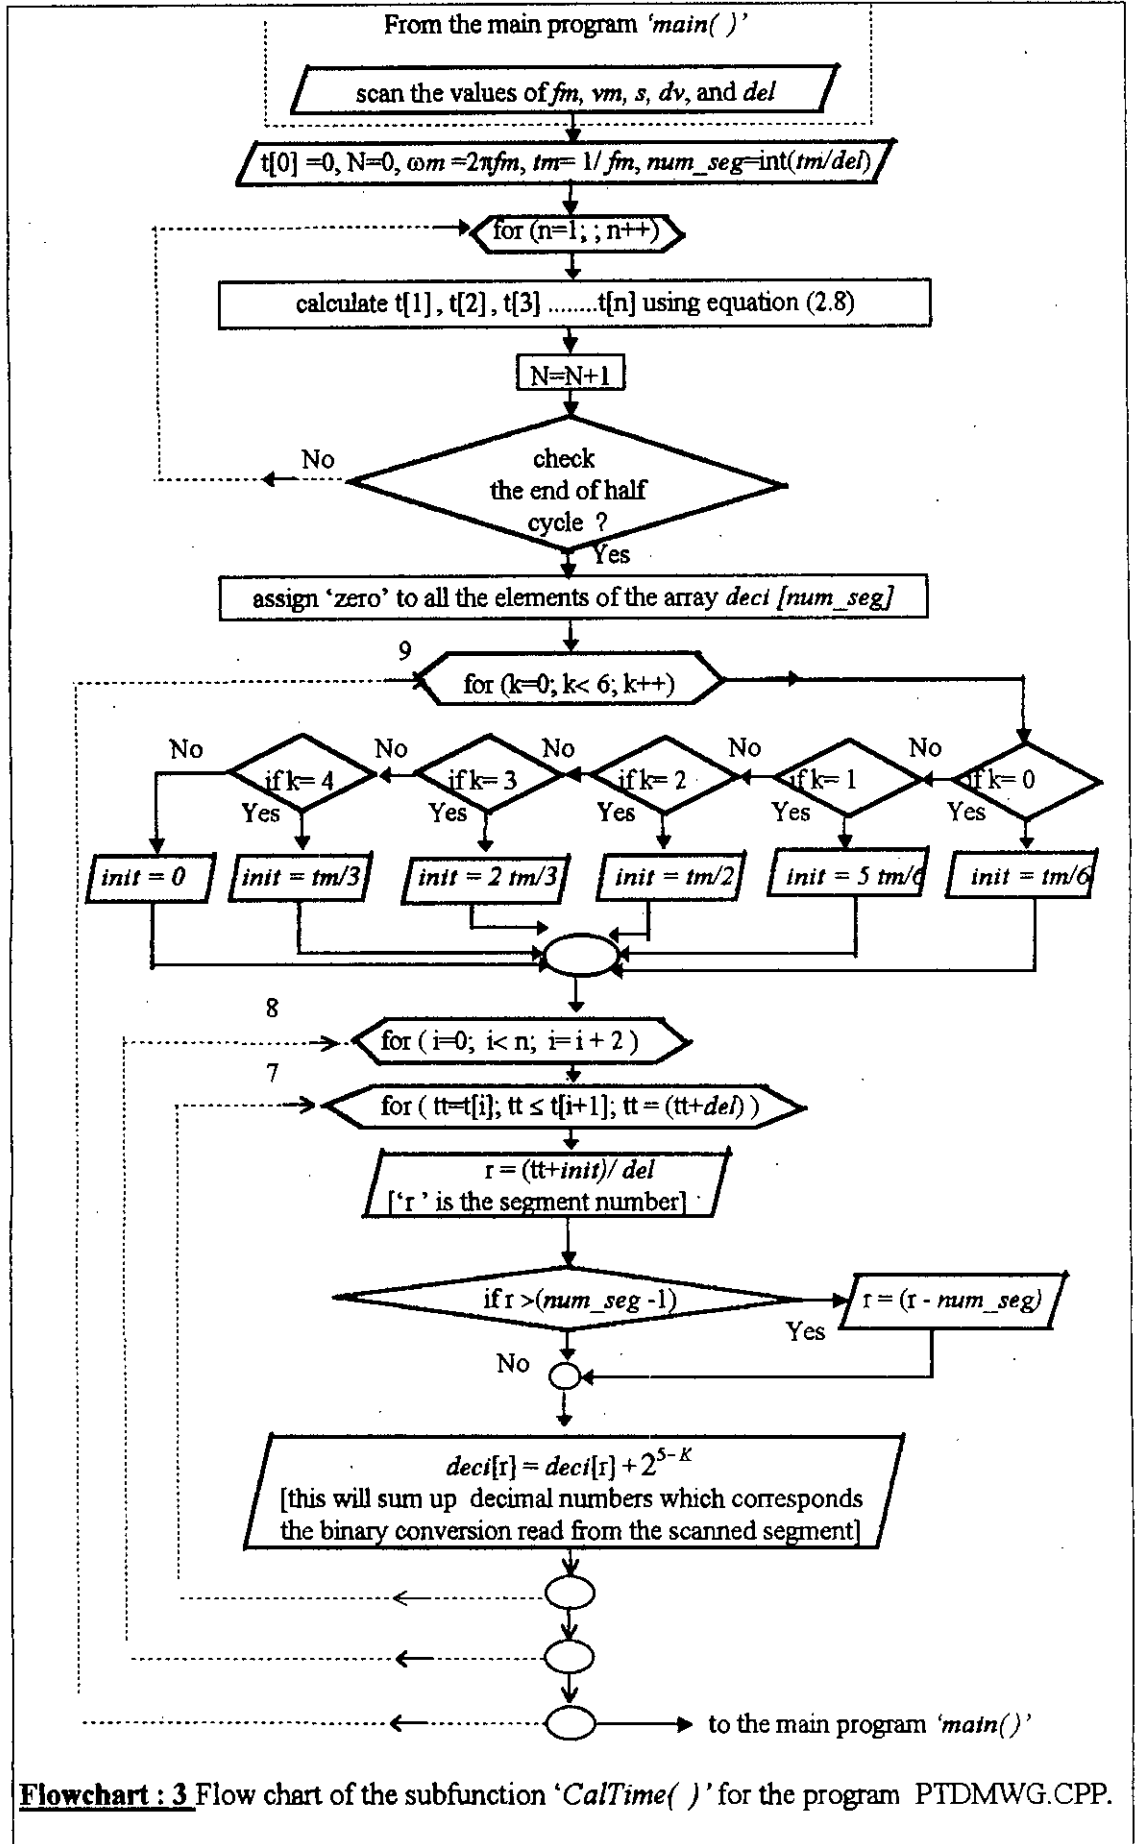 From the main program ‘main( )’
scan the values of fm, vm, s, dv, and del
t[0] =0, N=0, ωm =2πfm, tm= 1/ fm, num_seg=int(tm/del)
for (n=1; ; n++)
calculate t[1] , t[2] , t[3] ........t[n] using equation (2.8)
N=N+1
No
check
the end of half
cycle ?
Yes
assign ‘zero’ to all the elements of the array deci [num_seg]
9
for (k=0; k< 6; k++)
No
No
No
No
No
if k= 4
if k= 3
if k= 2
if k= 1
if k= 0
Yes
Yes
Yes
Yes
Yes
init = 0
init = tm/3
init = 2 tm/3
init = tm/2
init = 5 tm/6
init = tm/6
8
for ( i=0; i< n; i= i + 2 )
7
for ( tt=t[i]; tt ≤ t[i+1]; tt = (tt+del) )
r = (tt+init)/ del
[‘r ’ is the segment number]
if r >(num_seg -1)
r = (r - num_seg)
Yes
No
deci[r] = deci[r] + 2^{5-K}
[this will sum up decimal numbers which corresponds
the binary conversion read from the scanned segment]
to the main program ‘main()’
Flowchart : 3 Flow chart of the subfunction ‘CalTime( )’ for the program PTDMWG.CPP.